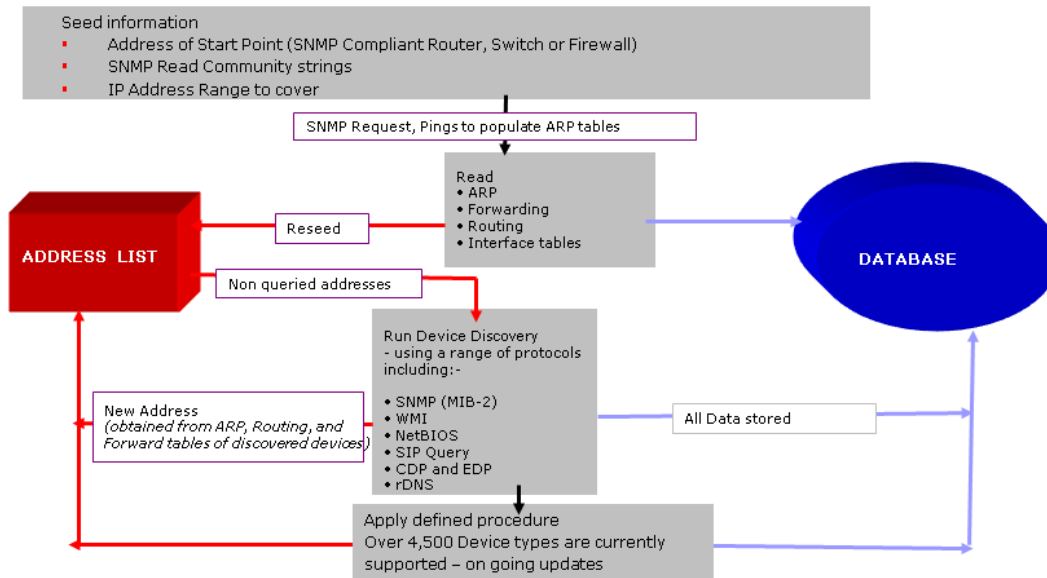 Seed information
▪ Address of Start Point (SNMP Compliant Router, Switch or Firewall)
▪ SNMP Read Community strings
▪ IP Address Range to cover
SNMP Request, Pings to populate ARP tables
Read
• ARP
• Forwarding
• Routing
• Interface tables
Reseed
ADDRESS LIST
DATABASE
Non queried addresses
Run Device Discovery
- using a range of protocols
including:-
• SNMP (MIB-2)
• WMI
• NetBIOS
• SIP Query
• CDP and EDP
• rDNS
New Address
(obtained from ARP, Routing, and
Forward tables of discovered devices)
All Data stored
Apply defined procedure
Over 4,500 Device types are currently
supported – on going updates